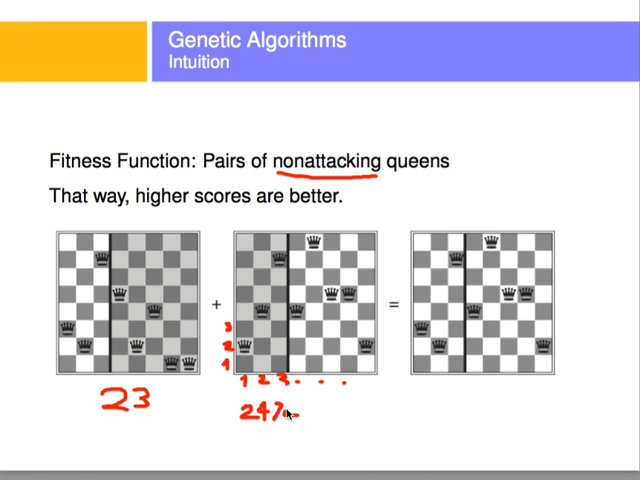 Genetic Algorithms
Intuition
Fitness Function: Pairs of nonattacking queens
That way, higher scores are better.
+ =
3
2
1
1 2 3 . . .
23
247